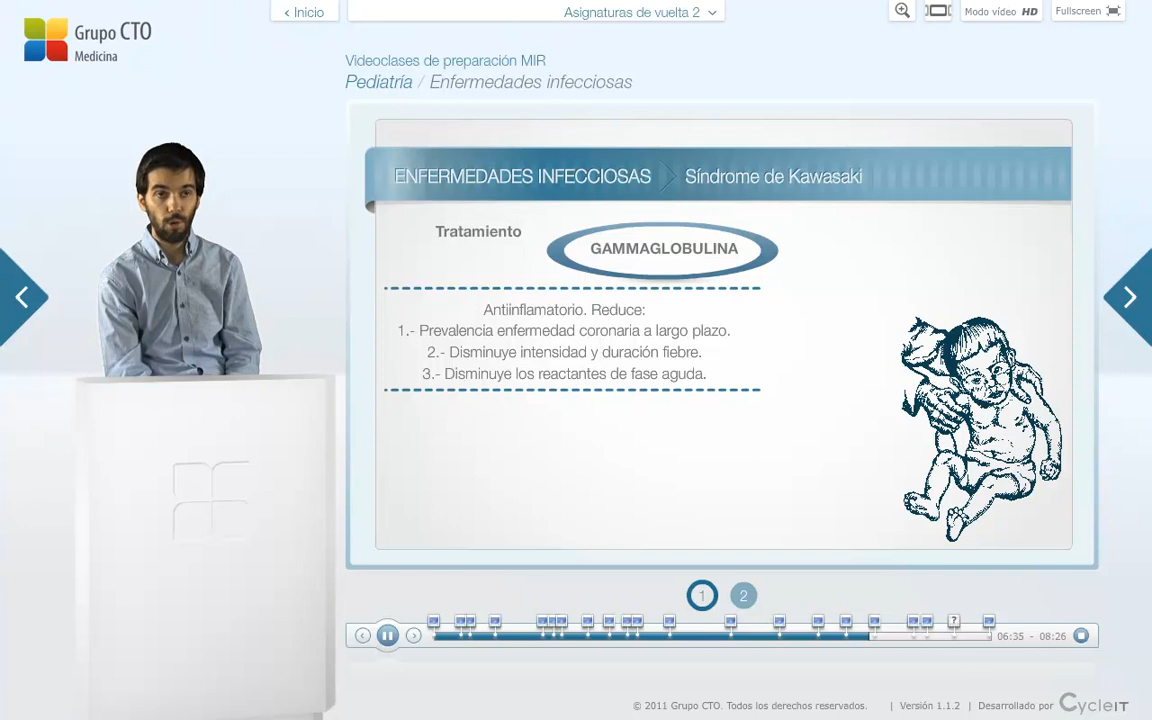 ‹ Inicio
Asignaturas de vuelta 2
Modo vídeo HD
Fullscreen
Grupo CTO
Medicina
Videoclases de preparación MIR
Pediatría / Enfermedades infecciosas
ENFERMEDADES INFECCIOSAS
Síndrome de Kawasaki
Tratamiento
GAMMAGLOBULINA
Antiinflamatorio. Reduce:
1.- Prevalencia enfermedad coronaria a largo plazo.
2.- Disminuye intensidad y duración fiebre.
3.- Disminuye los reactantes de fase aguda.
1
2
?
06:35 - 08:26
© 2011 Grupo CTO. Todos los derechos reservados. | Versión 1.1.2 | Desarrollado por CycleIT